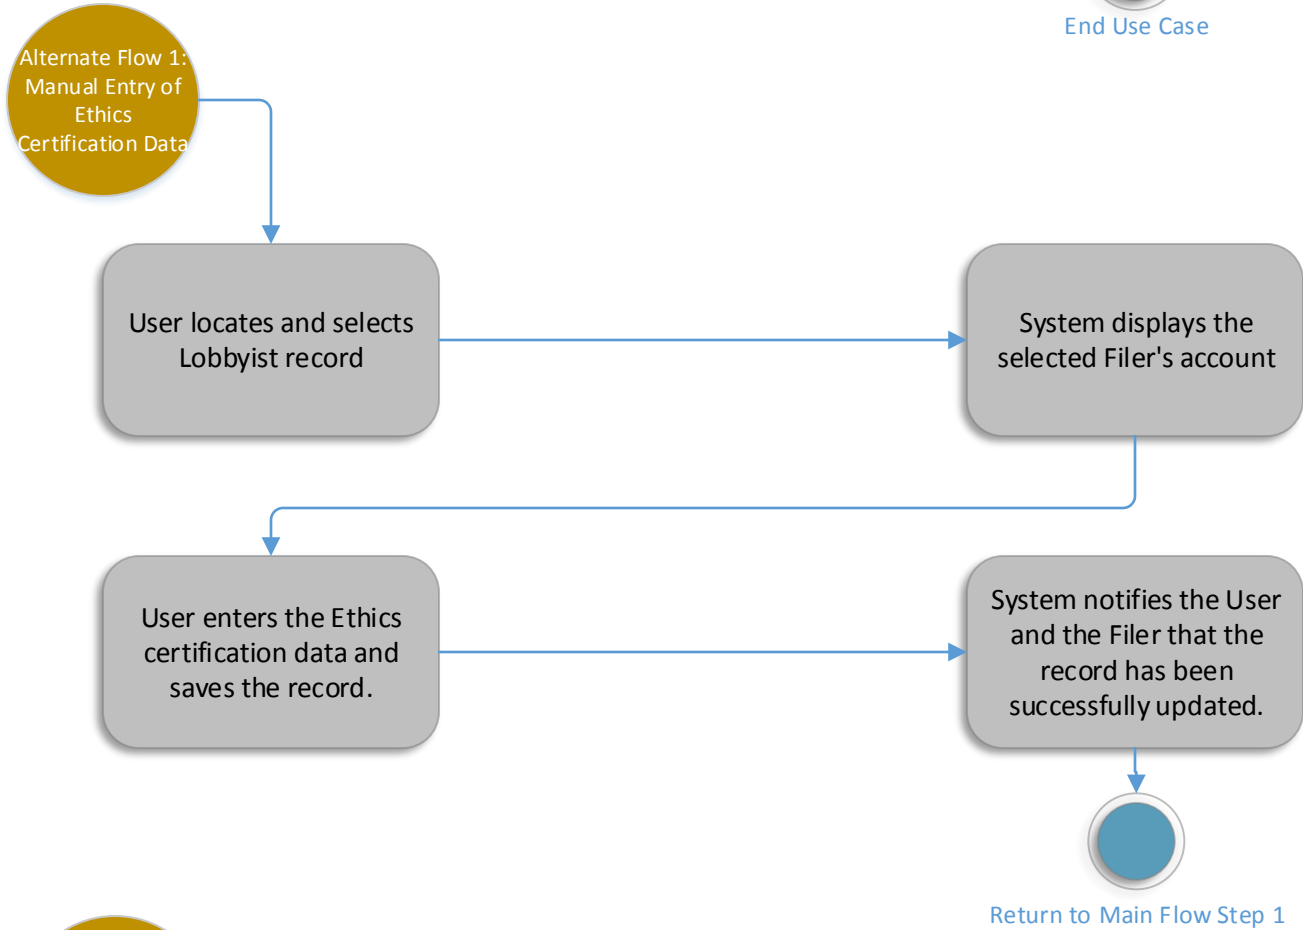 End Use Case
Alternate Flow 1:
Manual Entry of
Ethics
Certification Data
User locates and selects
Lobbyist record
System displays the
selected Filer's account
User enters the Ethics
certification data and
saves the record.
System notifies the User
and the Filer that the
record has been
successfully updated.
Return to Main Flow Step 1